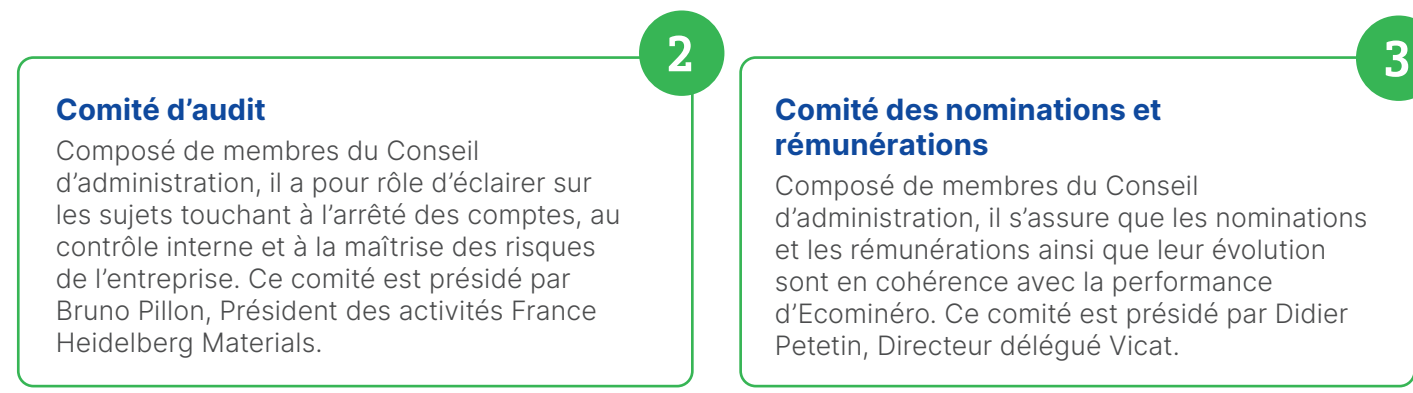 2
Comité d’audit
Composé de membres du Conseil
d’administration, il a pour rôle d’éclairer sur
les sujets touchant à l’arrêté des comptes, au
contrôle interne et à la maîtrise des risques
de l’entreprise. Ce comité est présidé par
Bruno Pillon, Président des activités France
Heidelberg Materials.
3
Comité des nominations et
rémunérations
Composé de membres du Conseil
d’administration, il s’assure que les nominations
et les rémunérations ainsi que leur évolution
sont en cohérence avec la performance
d’Ecominéro. Ce comité est présidé par Didier
Petetin, Directeur délégué Vicat.